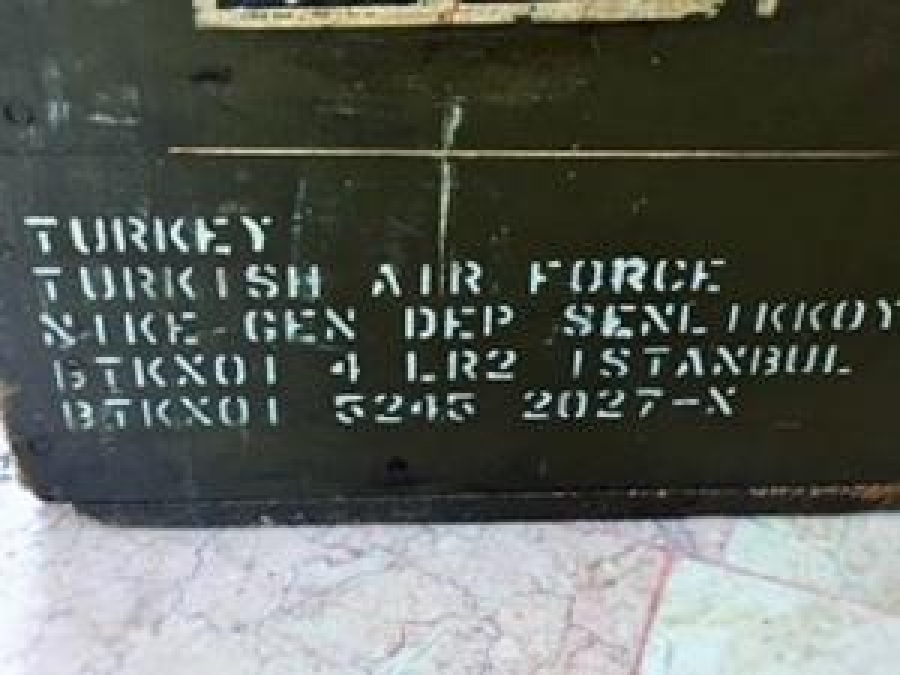 TURKEY
TURKISH AIR FORCE
NIKE-GEN DEP SENLIKKOY
BTKX01 4 LR2 ISTANBUL
BTKX01 5245 2027-X